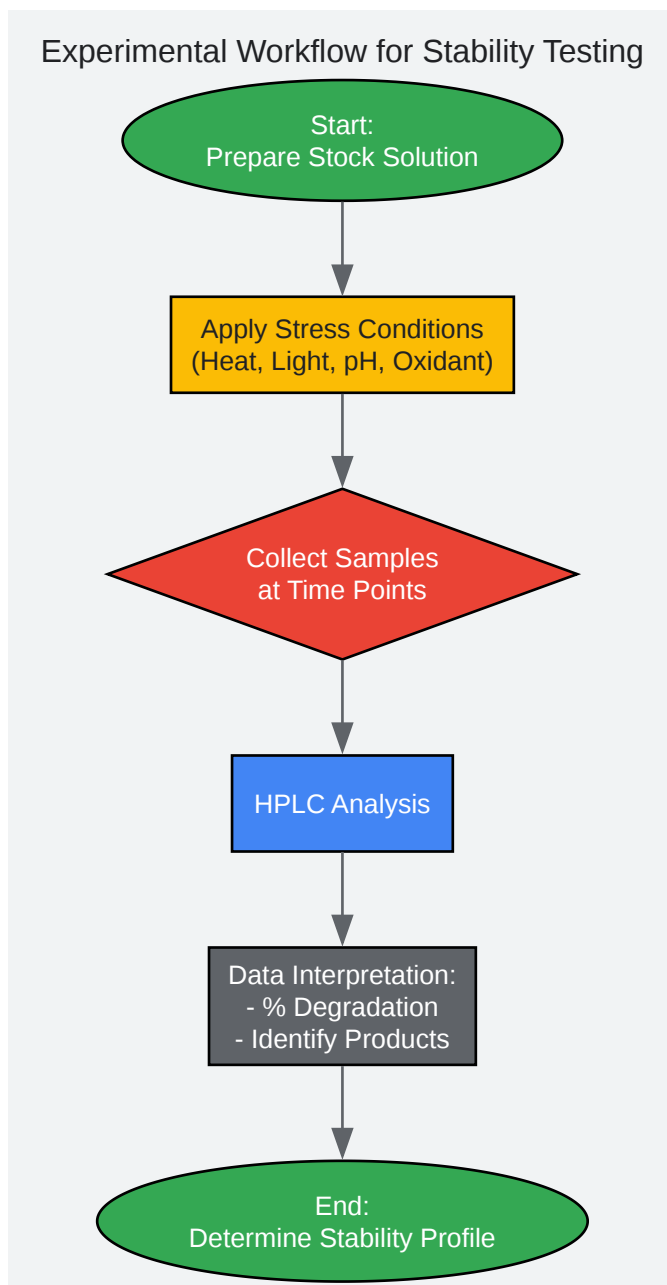 Experimental Workflow for Stability Testing
Start:
Prepare Stock Solution
Apply Stress Conditions
(Heat, Light, pH, Oxidant)
Collect Samples
at Time Points
HPLC Analysis
Data Interpretation:
- % Degradation
- Identify Products
End:
Determine Stability Profile